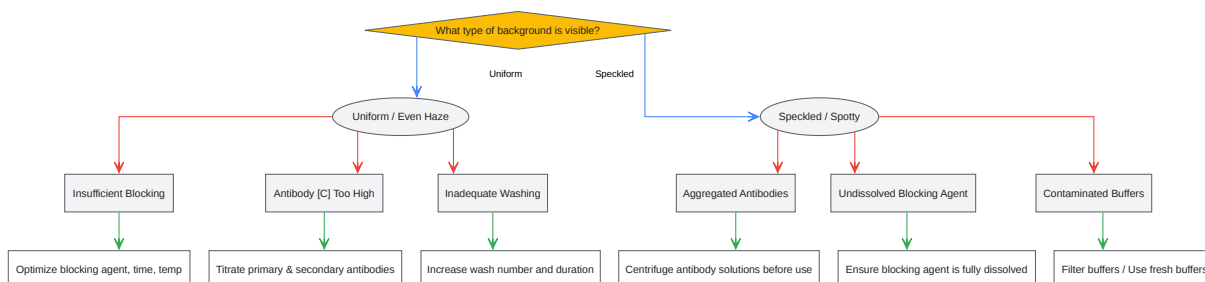 What type of background is visible?
Uniform
Speckled
Uniform / Even Haze
Speckled / Spotty
Insufficient Blocking
Antibody [C] Too High
Inadequate Washing
Aggregated Antibodies
Undissolved Blocking Agent
Contaminated Buffers
Optimize blocking agent, time, temp
Titrate primary & secondary antibodies
Increase wash number and duration
Centrifuge antibody solutions before use
Ensure blocking agent is fully dissolved
Filter buffers / Use fresh buffers